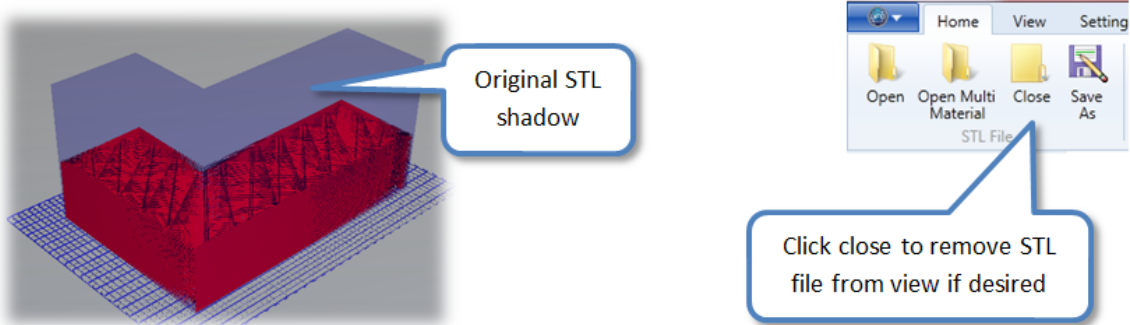 Original STL
shadow
Home View Setting
Open Open Multi
Material Close Save
As
STL File
Click close to remove STL
file from view if desired